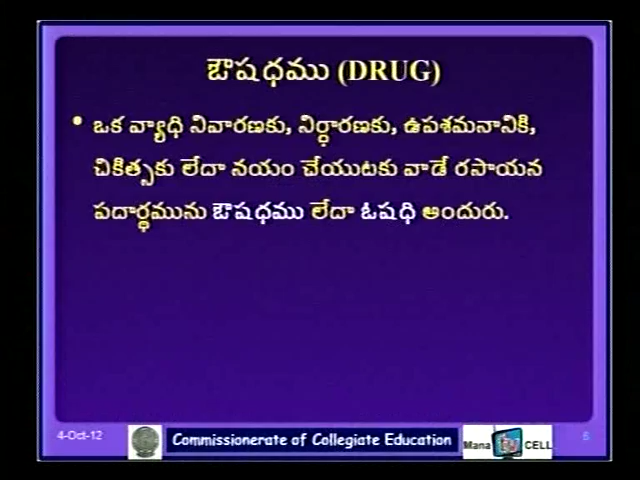 ఔషధము (DRUG)
• ఒక వ్యాధి నివారణకు, నిర్ధారణకు, ఉపశమనానికి,
చికిత్సకు లేదా నయం చేయుటకు వాడే రసాయన
పదార్థమును ఔషధము లేదా ఓషధి అందురు.
4-Oct-12
Commissionerate of Collegiate Education
Mana
CELL